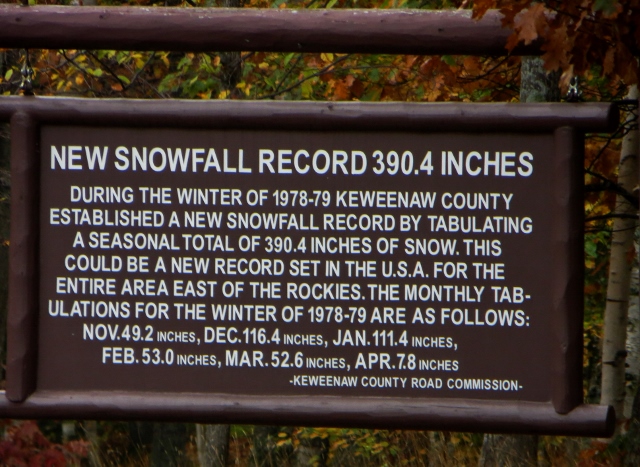 NEW SNOWFALL RECORD 390.4 INCHES
DURING THE WINTER OF 1978-79 KEWEENAW COUNTY
ESTABLISHED A NEW SNOWFALL RECORD BY TABULATING
A SEASONAL TOTAL OF 390.4 INCHES OF SNOW. THIS
COULD BE A NEW RECORD SET IN THE U.S.A. FOR THE
ENTIRE AREA EAST OF THE ROCKIES. THE MONTHLY TAB-
ULATIONS FOR THE WINTER OF 1978-79 ARE AS FOLLOWS:
NOV. 49.2 INCHES, DEC. 116.4 INCHES, JAN. 111.4 INCHES,
FEB. 53.0 INCHES, MAR. 52.6 INCHES, APR. 7.8 INCHES
-KEWEENAW COUNTY ROAD COMMISSION-